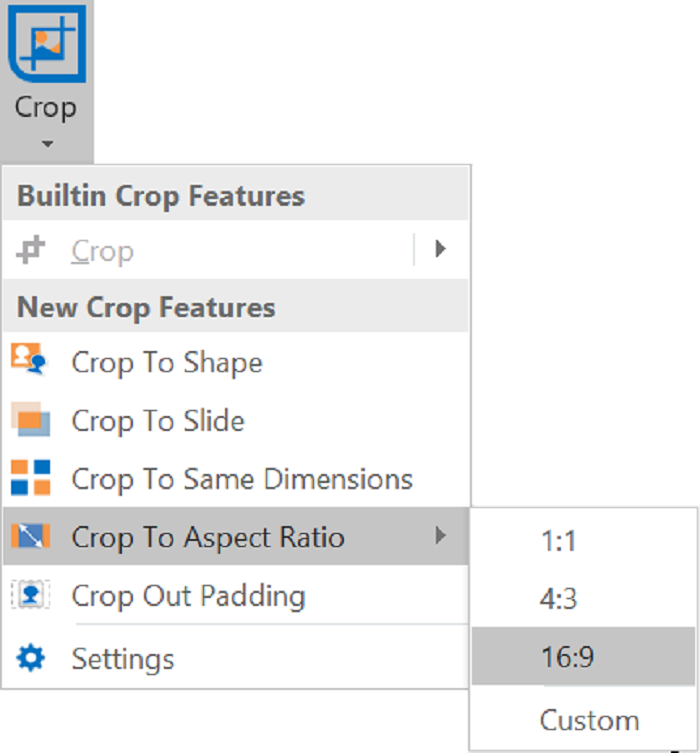 Crop
Builtin Crop Features
Crop
New Crop Features
Crop To Shape
Crop To Slide
Crop To Same Dimensions
Crop To Aspect Ratio
1:1
4:3
16:9
Custom
Crop Out Padding
Settings